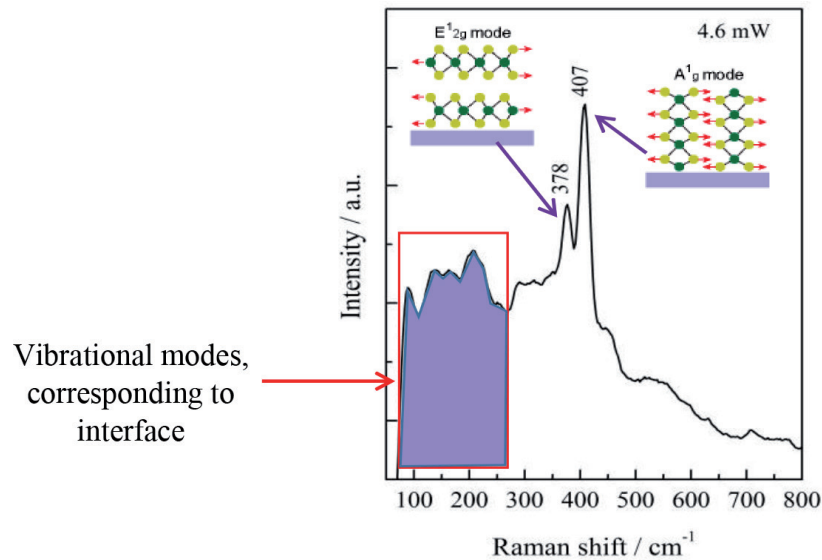 E¹2g mode
4.6 mW
A¹g mode
407
378
Intensity / a.u.
Vibrational modes,
corresponding to
interface
100 200 300 400 500 600 700 800
Raman shift / cm⁻¹